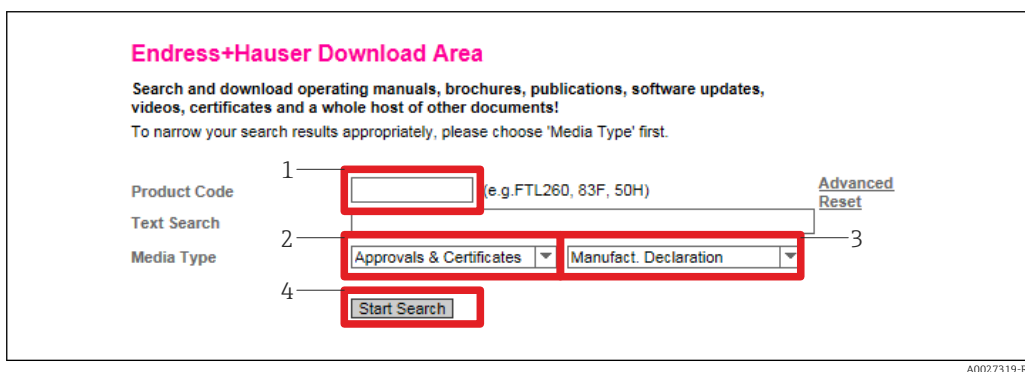 Endress+Hauser Download Area
Search and download operating manuals, brochures, publications, software updates,
videos, certificates and a whole host of other documents!
To narrow your search results appropriately, please choose 'Media Type' first.
1
Product Code (e.g.FTL260, 83F, 50H) Advanced
Reset
Text Search
2 3
Media Type Approvals & Certificates Manufact. Declaration
4
Start Search